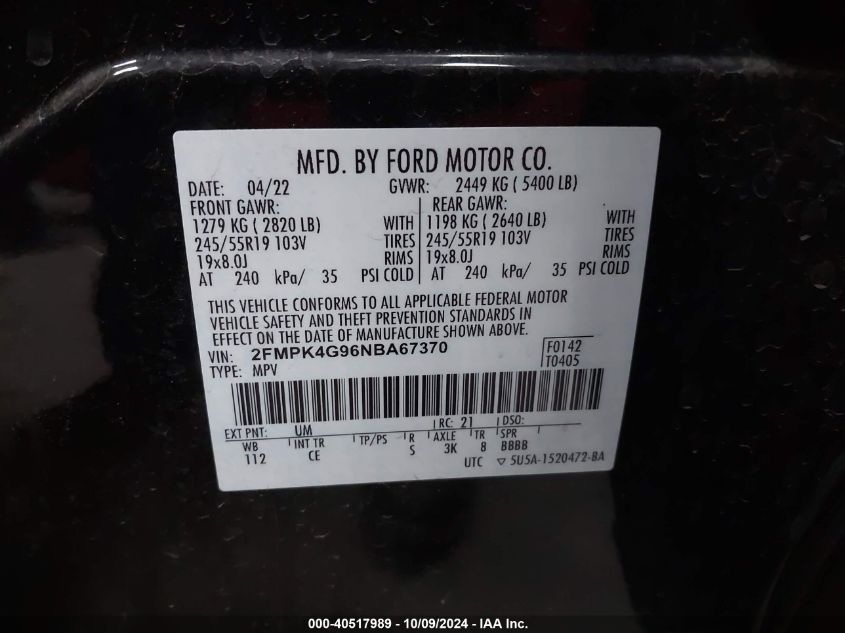 MFD. BY FORD MOTOR CO.
DATE: 04/22 GVWR: 2449 KG ( 5400 LB)
FRONT GAWR: REAR GAWR:
1279 KG ( 2820 LB) WITH 1198 KG ( 2640 LB) WITH
245/55R19 103V TIRES 245/55R19 103V TIRES
19x8.0J RIMS 19x8.0J RIMS
AT 240 kPa/ 35 PSI COLD AT 240 kPa/ 35 PSI COLD
THIS VEHICLE CONFORMS TO ALL APPLICABLE FEDERAL MOTOR
VEHICLE SAFETY AND THEFT PREVENTION STANDARDS IN
EFFECT ON THE DATE OF MANUFACTURE SHOWN ABOVE.
VIN: 2FMPK4G96NBA67370 F0142
TYPE: MPV T0405
EXT PNT: UM RC: 21 DSO:
WB INT TR TP/PS R AXLE TR SPR
112 CE S 3K 8 BBBB
UTC ▽ 5U5A-1520472-BA
000-40517989 - 10/09/2024 - IAA Inc.